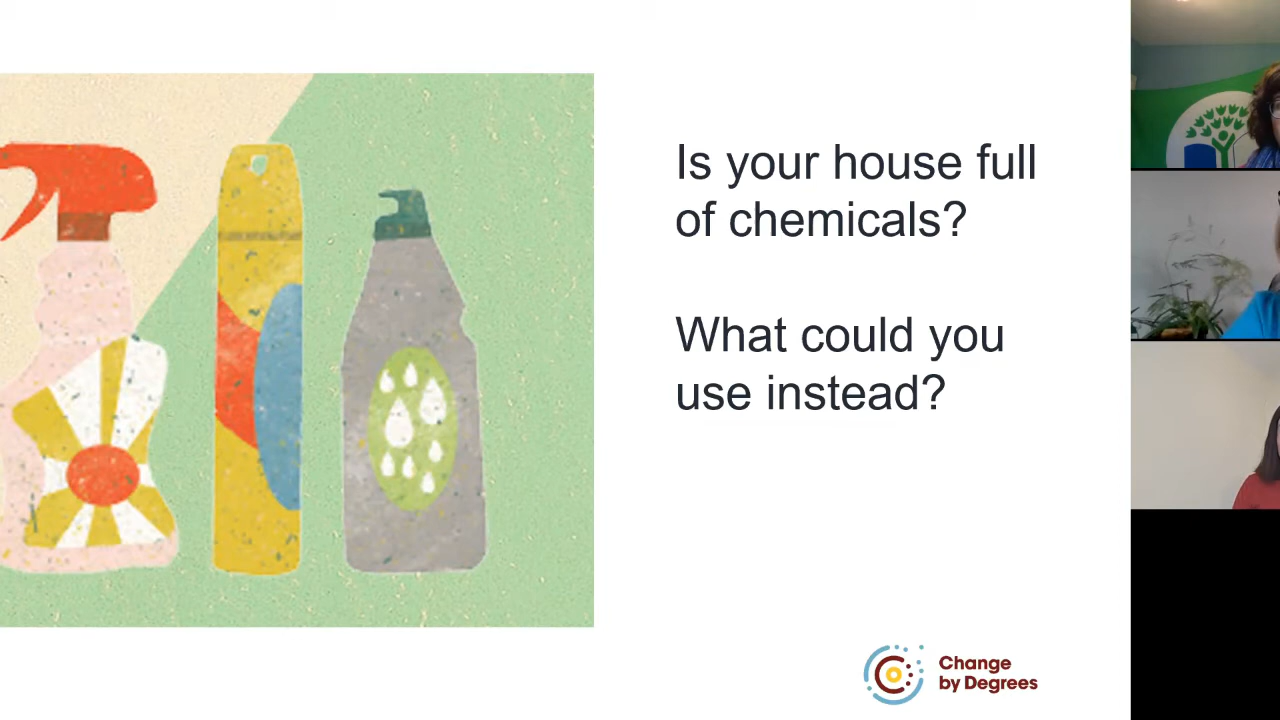 Is your house full
of chemicals?
What could you
use instead?
Change
by Degrees